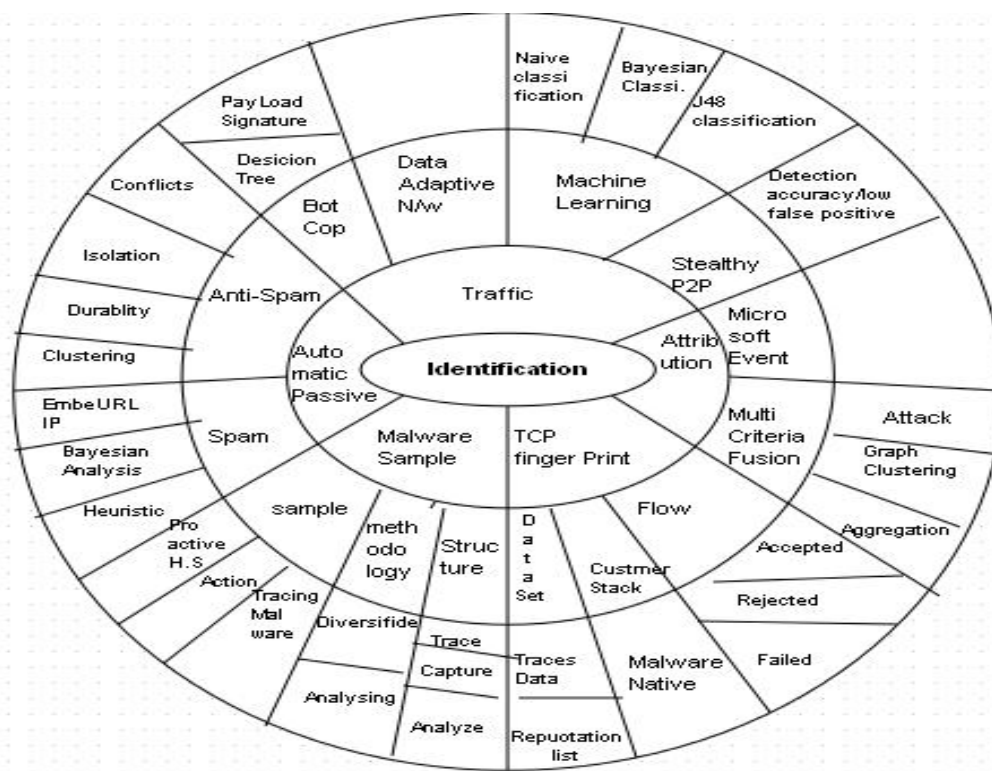 Naive
classi
fication
Bayesian
Classi.
J48
classification
Pay Load
Signature
Desicion
Tree
Data
Adaptive
N/w
Machine
Learning
Detection
accuracy/low
false positive
Conflicts
Bot
Cop
Isolation
Stealthy
P2P
Anti-Spam
Traffic
Durablity
Micro
soft
Event
Attrib
ution
Clustering
Auto
matic
Passive
Identification
EmbeURL
IP
Spam
Malware
Sample
TCP
finger Print
Multi
Criteria
Fusion
Attack
Graph
Clustering
Bayesian
Analysis
Heuristic
sample
meth
odo
logy
Struc
ture
D
a
t
a
Set
Flow
Aggregation
Pro
active
H.S
Accepted
Action
Custmer
Stack
Tracing
Mal
ware
Rejected
Diversifide
Trace
Capture
Traces
Data
Malware
Native
Failed
Analysing
Analyze
Repuotation
list